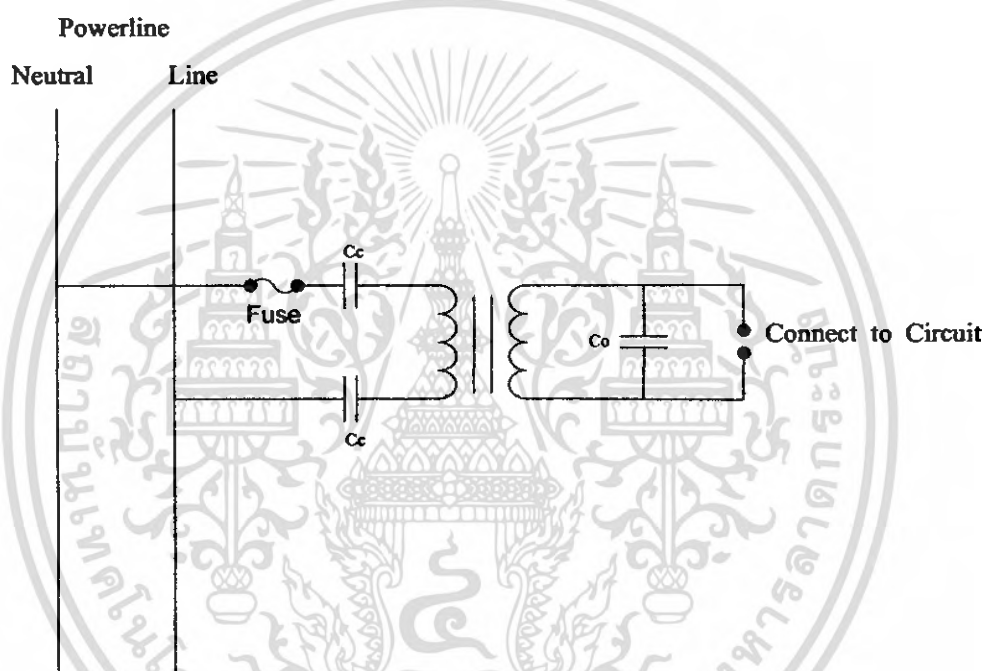 Powerline
Neutral Line
Cc
Fuse
Cc
Co
Connect to Circuit